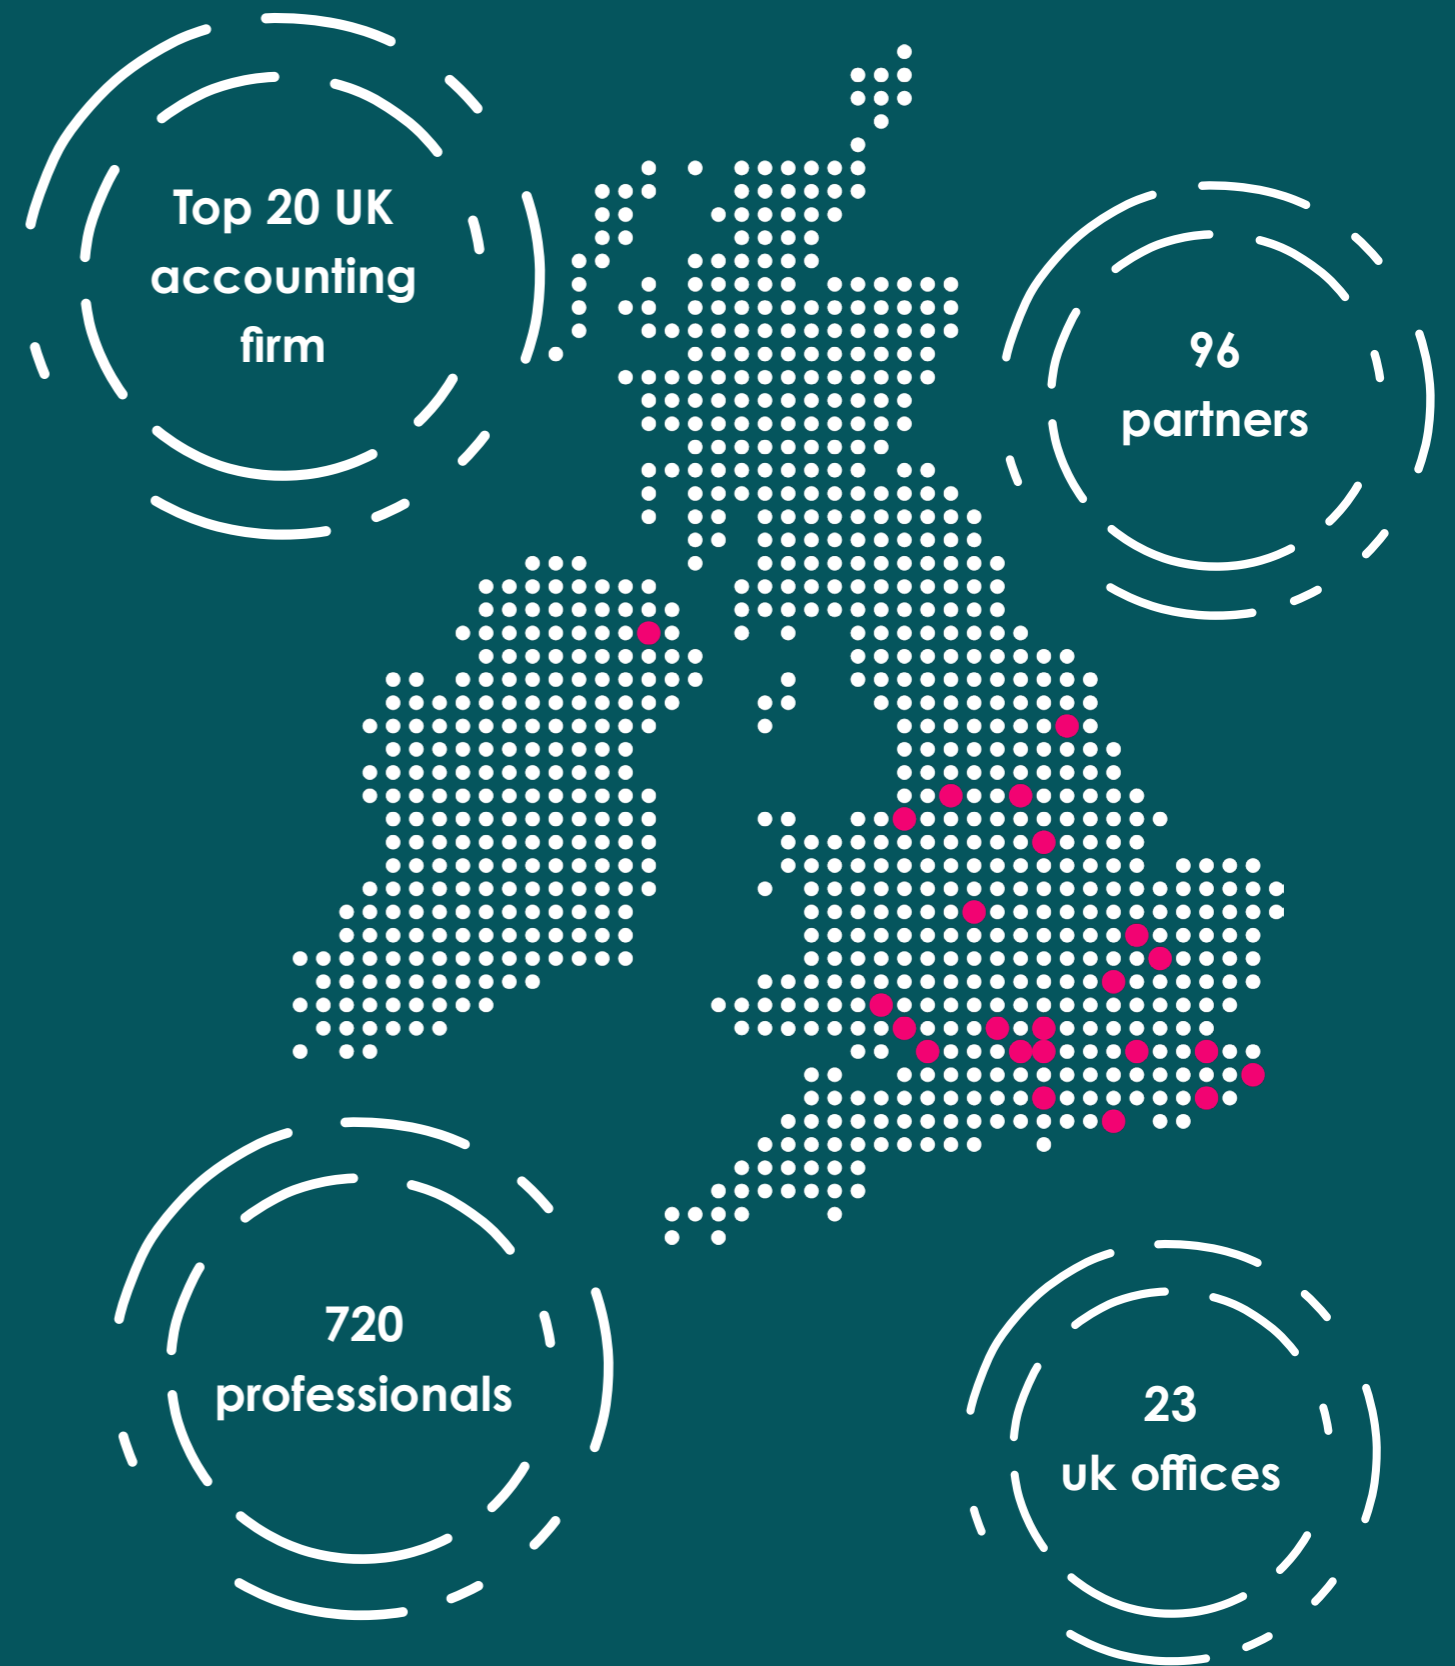 Top 20 UK
accounting
firm
96
partners
720
professionals
23
uk offices